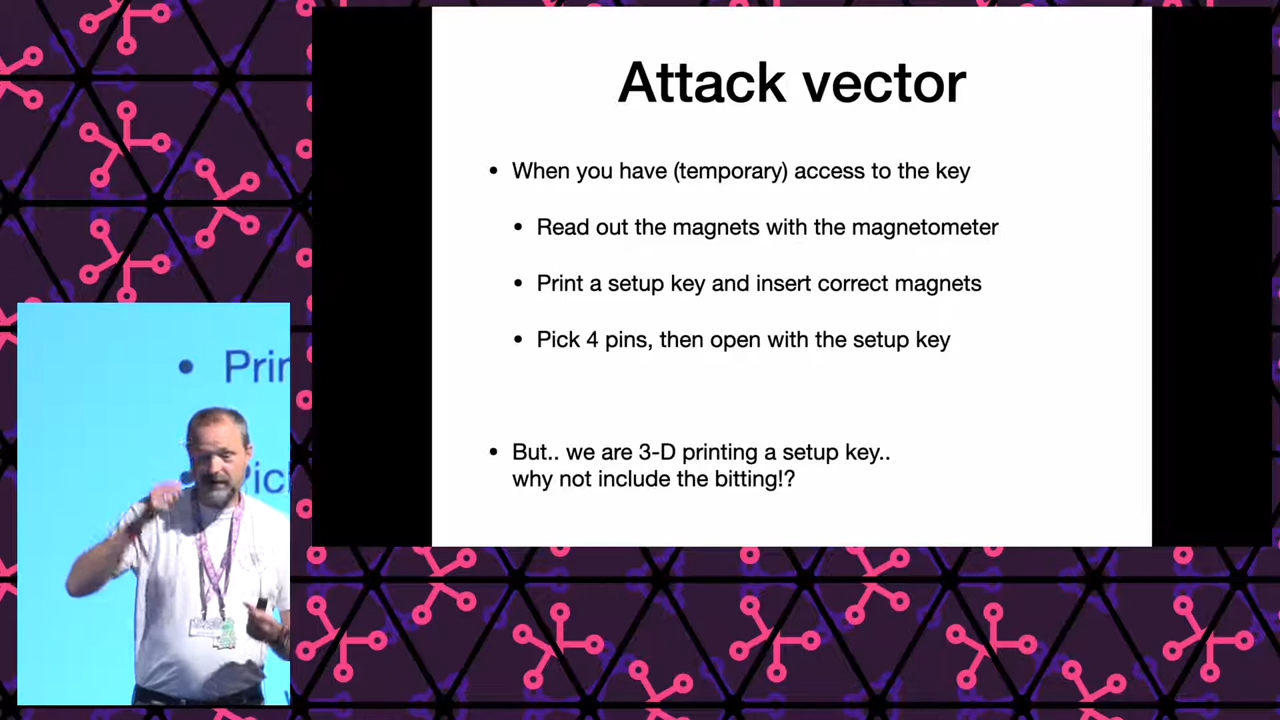 Attack vector
• When you have (temporary) access to the key
• Read out the magnets with the magnetometer
• Print a setup key and insert correct magnets
• Pick 4 pins, then open with the setup key
• But.. we are 3-D printing a setup key..
why not include the bitting!?
• Prin